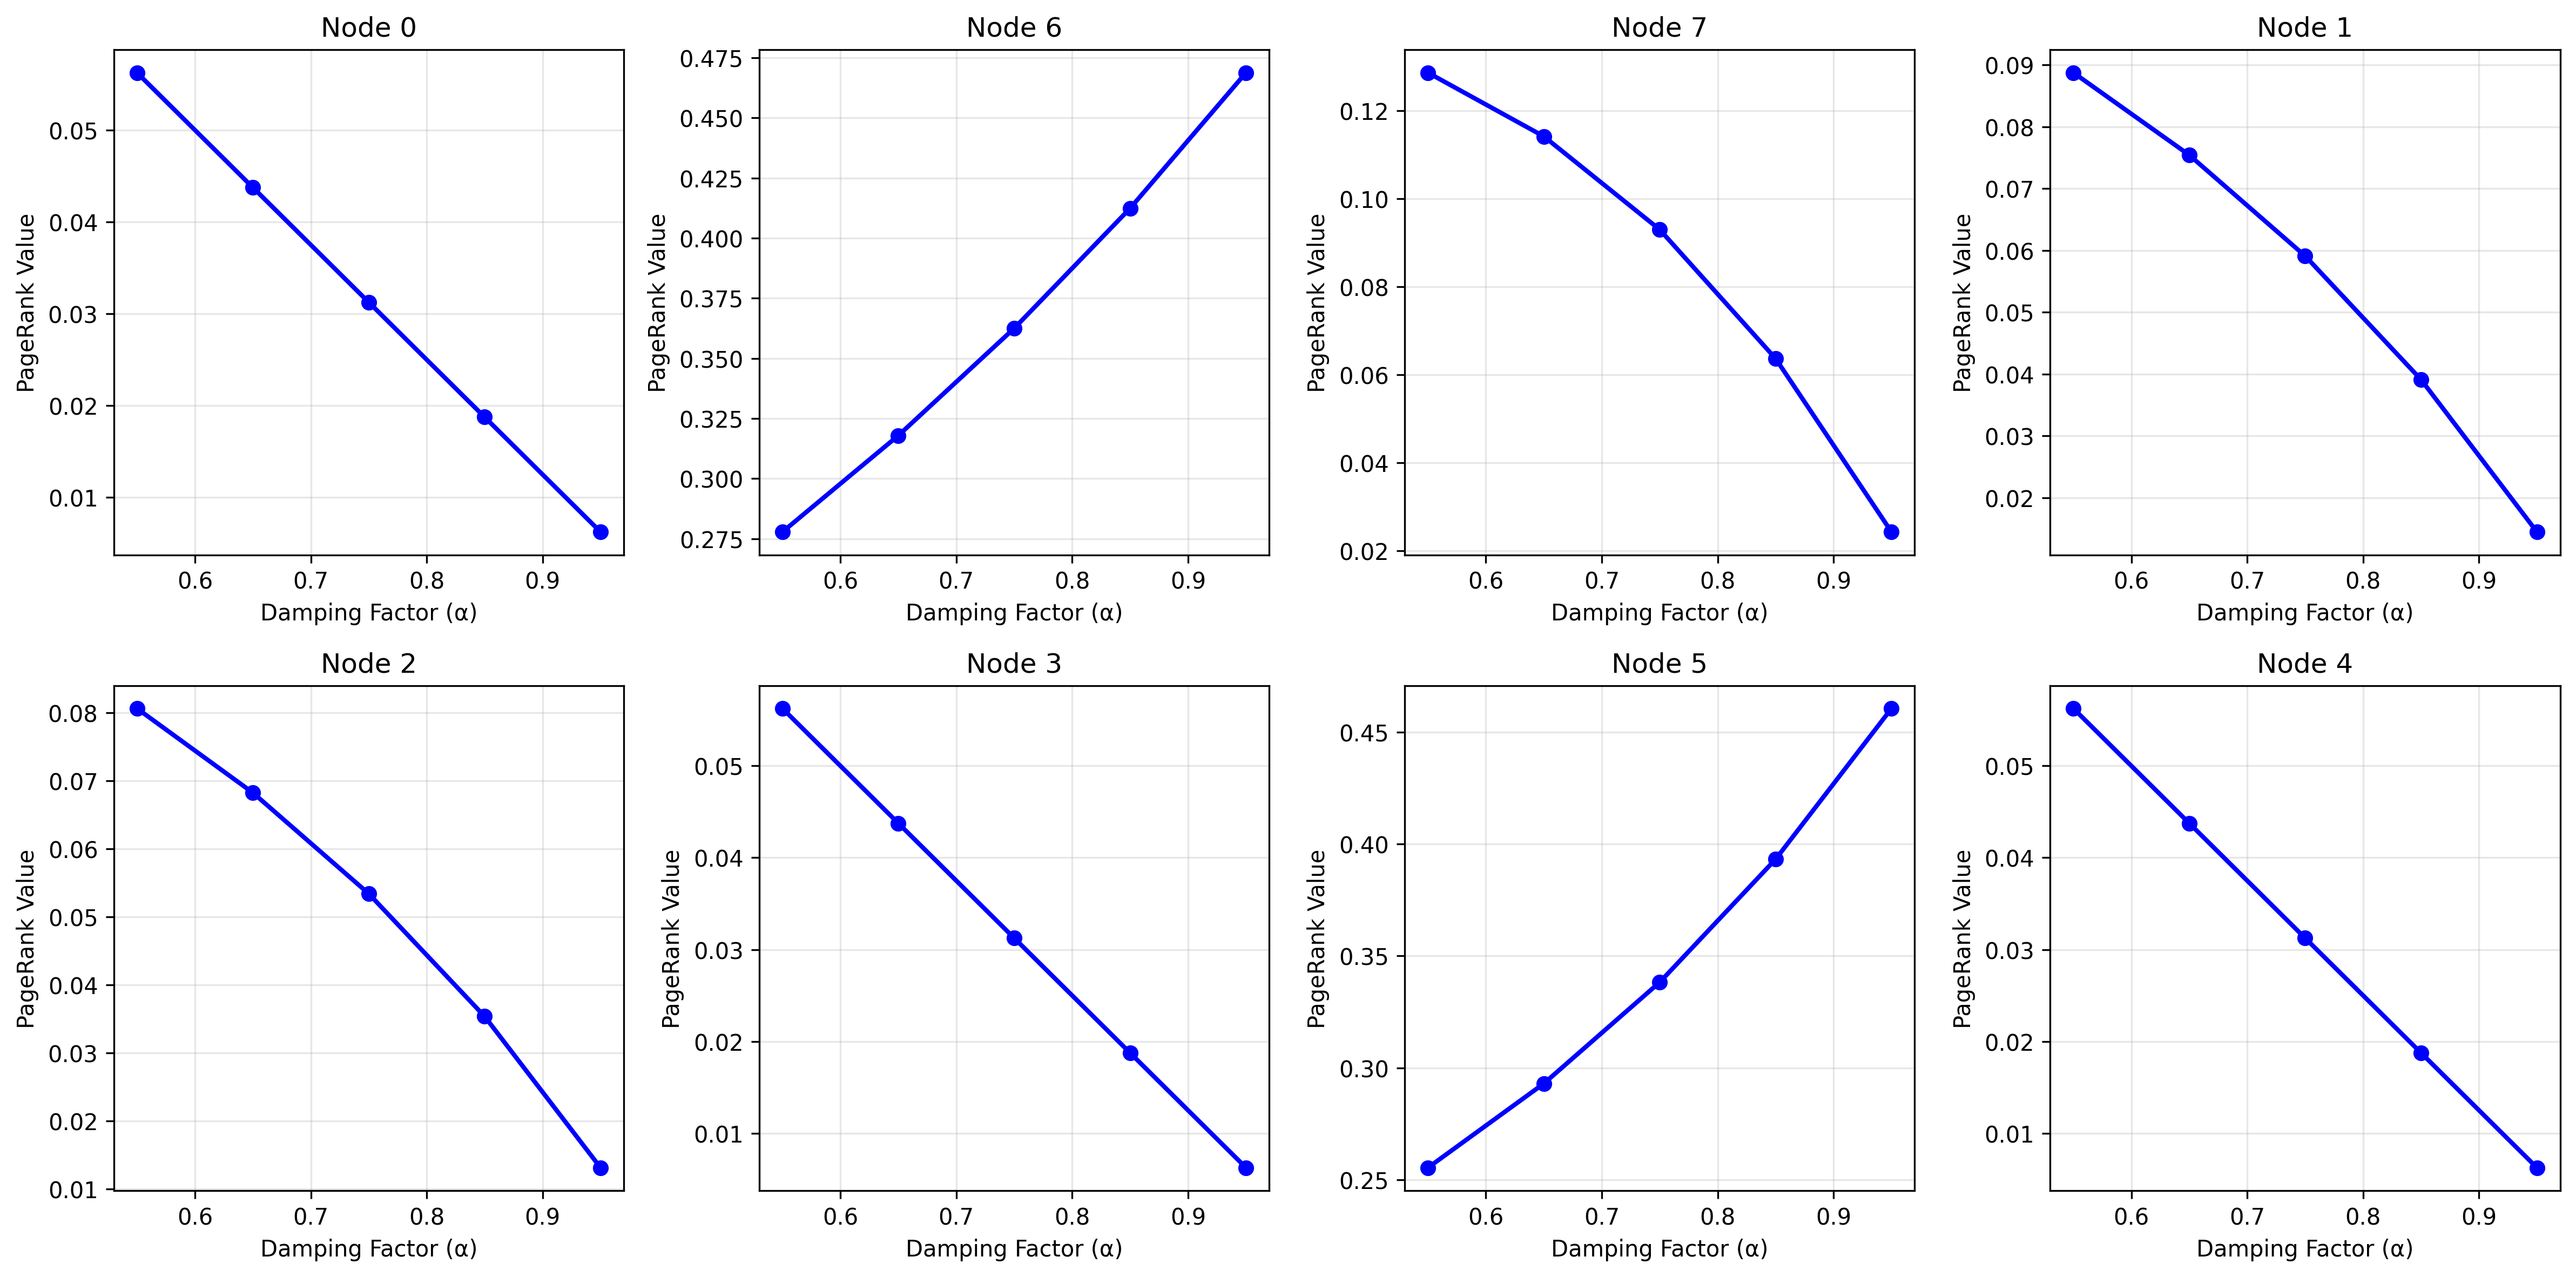 Node 0
PageRank Value
0.05
0.04
0.03
0.02
0.01
0.6 0.7 0.8 0.9
Damping Factor (α)
Node 6
PageRank Value
0.475
0.450
0.425
0.400
0.375
0.350
0.325
0.300
0.275
0.6 0.7 0.8 0.9
Damping Factor (α)
Node 7
PageRank Value
0.12
0.10
0.08
0.06
0.04
0.02
0.6 0.7 0.8 0.9
Damping Factor (α)
Node 1
PageRank Value
0.09
0.08
0.07
0.06
0.05
0.04
0.03
0.02
0.6 0.7 0.8 0.9
Damping Factor (α)
Node 2
PageRank Value
0.08
0.07
0.06
0.05
0.04
0.03
0.02
0.01
0.6 0.7 0.8 0.9
Damping Factor (α)
Node 3
PageRank Value
0.05
0.04
0.03
0.02
0.01
0.6 0.7 0.8 0.9
Damping Factor (α)
Node 5
PageRank Value
0.45
0.40
0.35
0.30
0.25
0.6 0.7 0.8 0.9
Damping Factor (α)
Node 4
PageRank Value
0.05
0.04
0.03
0.02
0.01
0.6 0.7 0.8 0.9
Damping Factor (α)